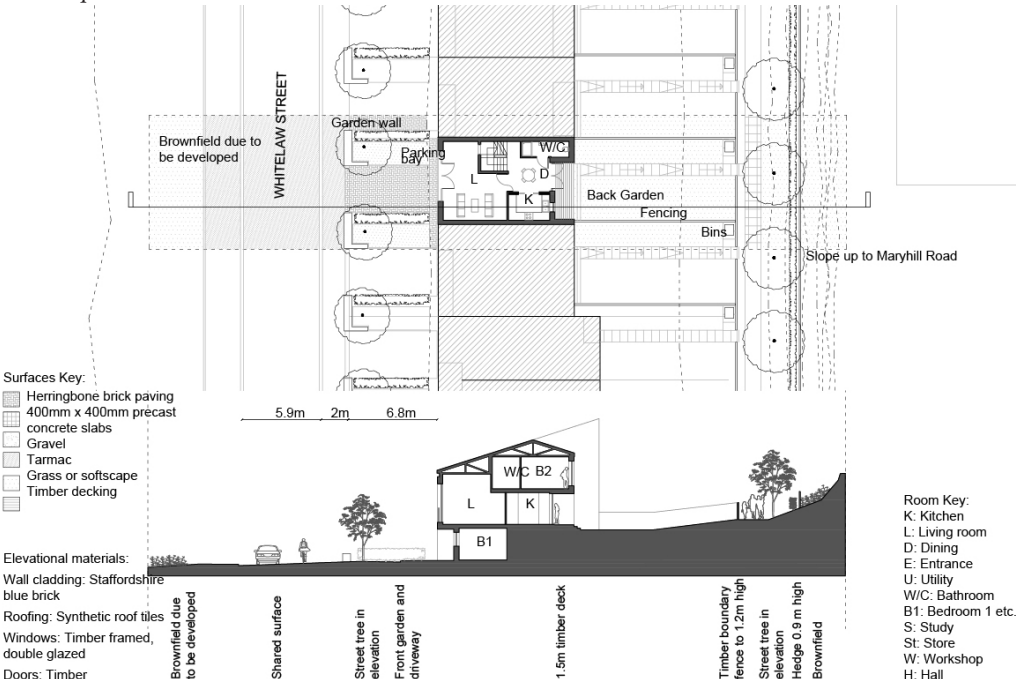 Brownfield due to
be developed
WHITELAW STREET
Garden wall
Parking
bay
L
W/C
D
K
Back Garden
Fencing
Bins
Slope up to Maryhill Road
Surfaces Key:
Herringbone brick paving
400mm x 400mm precast
concrete slabs
Gravel
Tarmac
Grass or softscape
Timber decking
5.9m
2m
6.8m
W/C
B2
L
K
B1
Elevational materials:
Wall cladding: Staffordshire
blue brick
Roofing: Synthetic roof tiles
Windows: Timber framed,
double glazed
Doors: Timber
Brownfield due
to be developed
Shared surface
Street tree in
elevation
Front garden and
driveway
1.5m timber deck
Timber boundary
fence to 1.2m high
Street tree in
elevation
Hedge 0.9 m high
Brownfield
Room Key:
K: Kitchen
L: Living room
D: Dining
E: Entrance
U: Utility
W/C: Bathroom
B1: Bedroom 1 etc.
S: Study
St: Store
W: Workshop
H: Hall